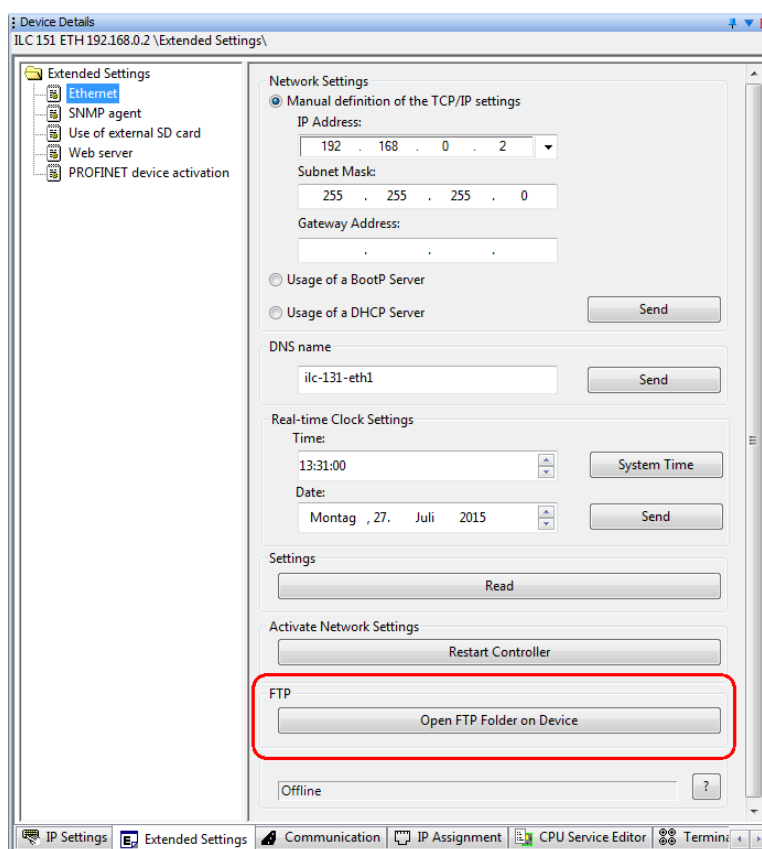 Device Details
ILC 151 ETH 192.168.0.2 \Extended Settings\
Extended Settings
Ethernet
SNMP agent
Use of external SD card
Web server
PROFINET device activation
Network Settings
Manual definition of the TCP/IP settings
IP Address:
192 . 168 . 0 . 2
Subnet Mask:
255 . 255 . 255 . 0
Gateway Address:
. . .
Usage of a BootP Server
Usage of a DHCP Server
Send
DNS name
ilc-131-eth1
Send
Real-time Clock Settings
Time:
13:31:00
System Time
Date:
Montag , 27. Juli 2015
Send
Settings
Read
Activate Network Settings
Restart Controller
FTP
Open FTP Folder on Device
Offline
?
IP Settings
Extended Settings
Communication
IP Assignment
CPU Service Editor